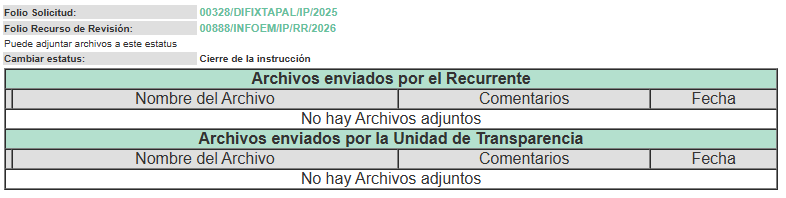 Folio Solicitud: 00328/DIFIXTAPAL/IP/2025
Folio Recurso de Revisión: 00888/INFOEM/IP/RR/2026
Puede adjuntar archivos a este estatus
Cambiar estatus: Cierre de la instrucción
Archivos enviados por el Recurrente
Nombre del Archivo Comentarios Fecha
No hay Archivos adjuntos
Archivos enviados por la Unidad de Transparencia
Nombre del Archivo Comentarios Fecha
No hay Archivos adjuntos